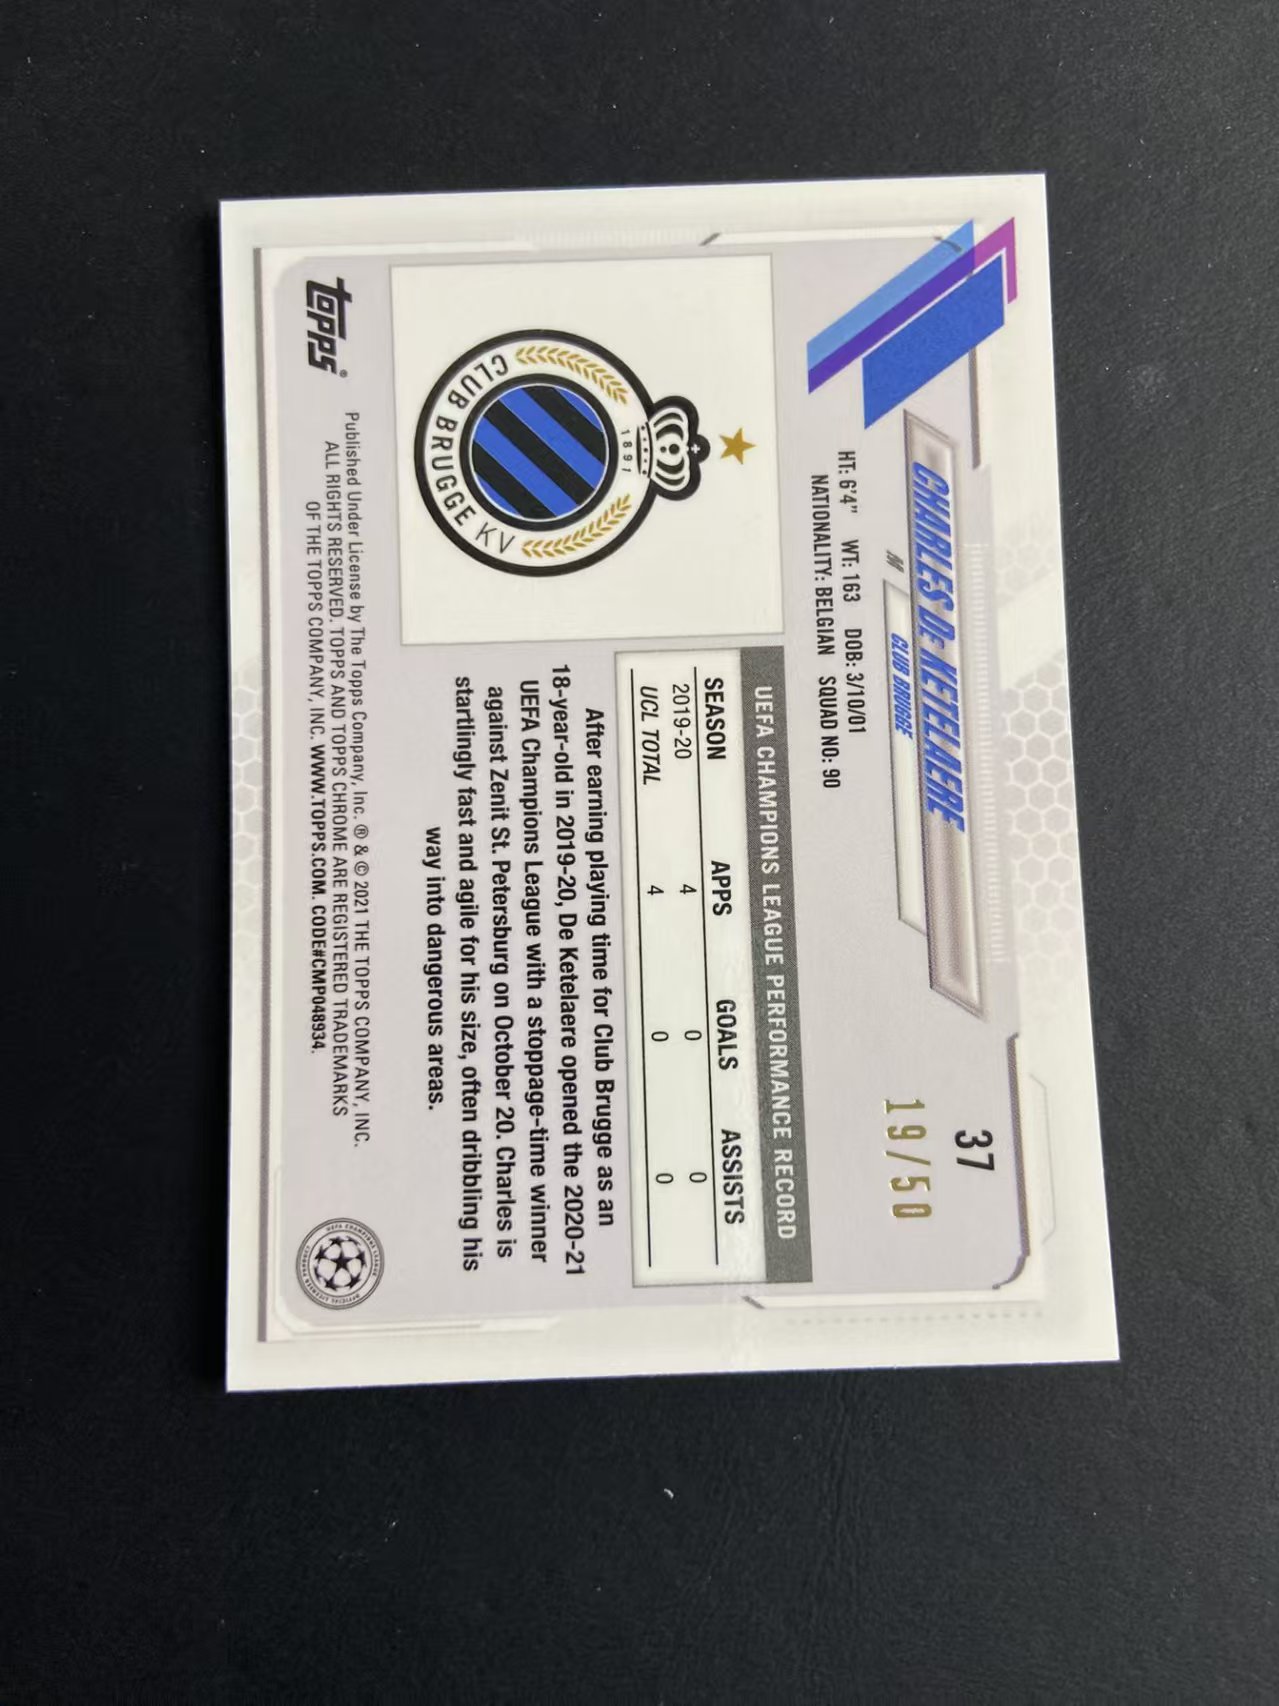 37
CHARLES DE KETELAERE
19/50
M
CLUB BRUGGE
HT: 6'4" WT: 163 DOB: 3/10/01
NATIONALITY: BELGIAN SQUAD NO: 90
1891
CLUB BRUGGE KV
UEFA CHAMPIONS LEAGUE PERFORMANCE RECORD
SEASON APPS GOALS ASSISTS
2019-20 4 0 0
UCL TOTAL 4 0 0
After earning playing time for Club Brugge as an
18-year-old in 2019-20, De Ketelaere opened the 2020-21
UEFA Champions League with a stoppage-time winner
against Zenit St. Petersburg on October 20. Charles is
startlingly fast and agile for his size, often dribbling his
way into dangerous areas.
topps®
Published Under License by The Topps Company, Inc. ® & © 2021 THE TOPPS COMPANY, INC.
ALL RIGHTS RESERVED. TOPPS AND TOPPS CHROME ARE REGISTERED TRADEMARKS
OF THE TOPPS COMPANY, INC. WWW.TOPPS.COM. CODE#CMP048934.
UEFA CHAMPIONS LEAGUE